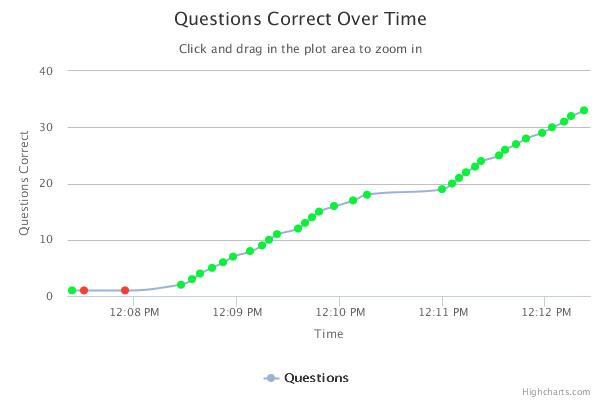 Questions Correct Over Time
Click and drag in the plot area to zoom in
Questions Correct
40
30
20
10
0
12:08 PM 12:09 PM 12:10 PM 12:11 PM 12:12 PM
Time
Questions
Highcharts.com